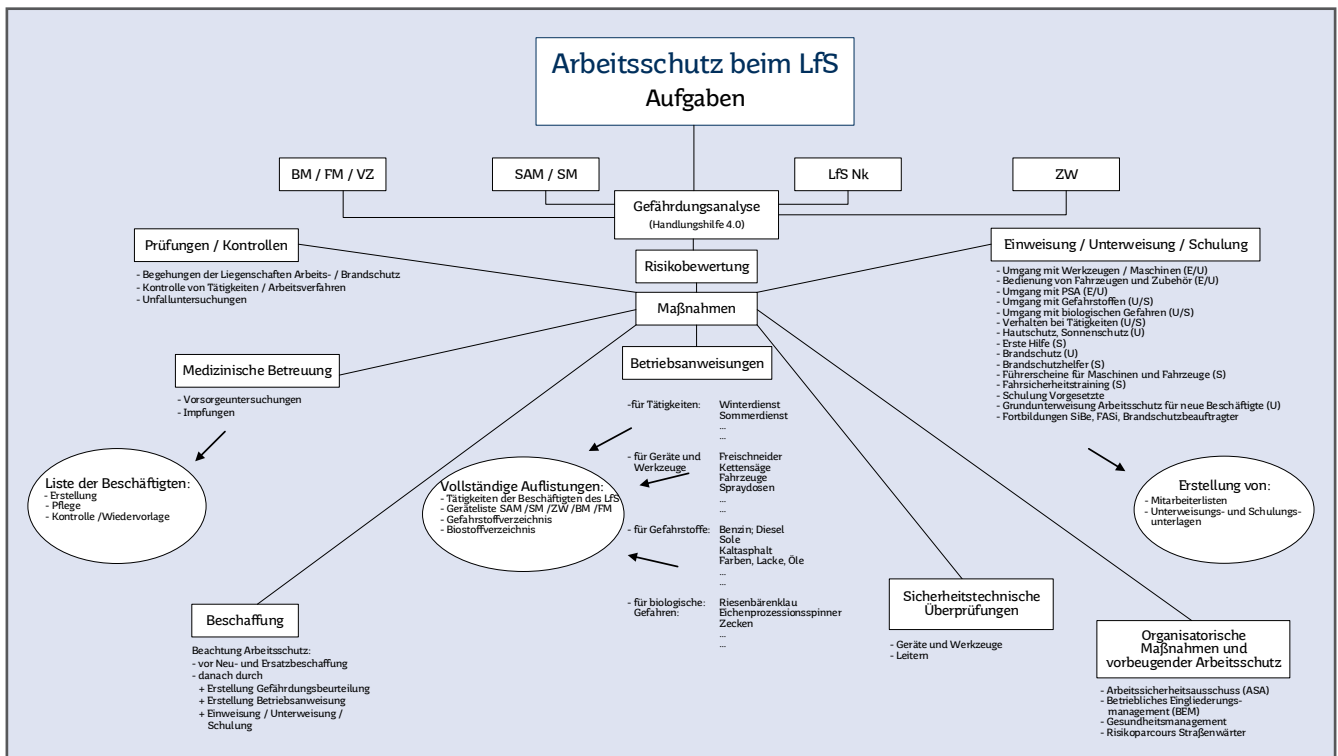 Arbeitsschutz beim LfS
Aufgaben
BM / FM / VZ
SAM / SM
LfS Nk
ZW
Gefährdungsanalyse
(Handlungshilfe 4.0)
Risikobewertung
Maßnahmen
Prüfungen / Kontrollen
- Begehungen der Liegenschaften Arbeits- / Brandschutz
- Kontrolle von Tätigkeiten / Arbeitsverfahren
- Unfalluntersuchungen
Einweisung / Unterweisung / Schulung
- Umgang mit Werkzeugen / Maschinen (E/U)
- Bedienung von Fahrzeugen und Zubehör (E/U)
- Umgang mit PSA (E/U)
- Umgang mit Gefahrstoffen (U/S)
- Umgang mit biologischen Gefahren (U/S)
- Verhalten bei Tätigkeiten (U/S)
- Hautschutz, Sonnenschutz (U)
- Erste Hilfe (S)
- Brandschutz (U)
- Brandschutzhelfer (S)
- Führerscheine für Maschinen und Fahrzeuge (S)
- Fahrsicherheitstraining (S)
- Schulung Vorgesetzte
- Grundunterweisung Arbeitsschutz für neue Beschäftigte (U)
- Fortbildungen SiBe, FASi, Brandschutzbeauftragter
Medizinische Betreuung
- Vorsorgeuntersuchungen
- Impfungen
Liste der Beschäftigten:
- Erstellung
- Pflege
- Kontrolle /Wiedervorlage
Betriebsanweisungen
-für Tätigkeiten: Winterdienst
Sommerdienst
...
...
- für Geräte und Freischneider
Werkzeuge Kettensäge
Fahrzeuge
Spraydosen
...
...
- für Gefahrstoffe: Benzin; Diesel
Sole
Kaltasphalt
Farben, Lacke, Öle
...
...
- für biologische: Riesenbärenklau
Gefahren: Eichenprozessionsspinner
Zecken
...
...
Vollständige Auflistungen:
- Tätigkeiten der Beschäftigten des LfS
- Geräteliste SAM /SM /ZW /BM /FM
- Gefahrstoffverzeichnis
- Biostoffverzeichnis
Erstellung von:
- Mitarbeiterlisten
- Unterweisungs- und Schulungs-
unterlagen
Beschaffung
Beachtung Arbeitsschutz:
- vor Neu- und Ersatzbeschaffung
- danach durch
+ Erstellung Gefährdungsbeurteilung
+ Erstellung Betriebsanweisung
+ Einweisung / Unterweisung /
Schulung
Sicherheitstechnische
Überprüfungen
- Geräte und Werkzeuge
- Leitern
Organisatorische
Maßnahmen und
vorbeugender Arbeitsschutz
- Arbeitssicherheitsausschuss (ASA)
- Betriebliches Eingliederungs-
management (BEM)
- Gesundheitsmanagement
- Risikoparcours Straßenwärter